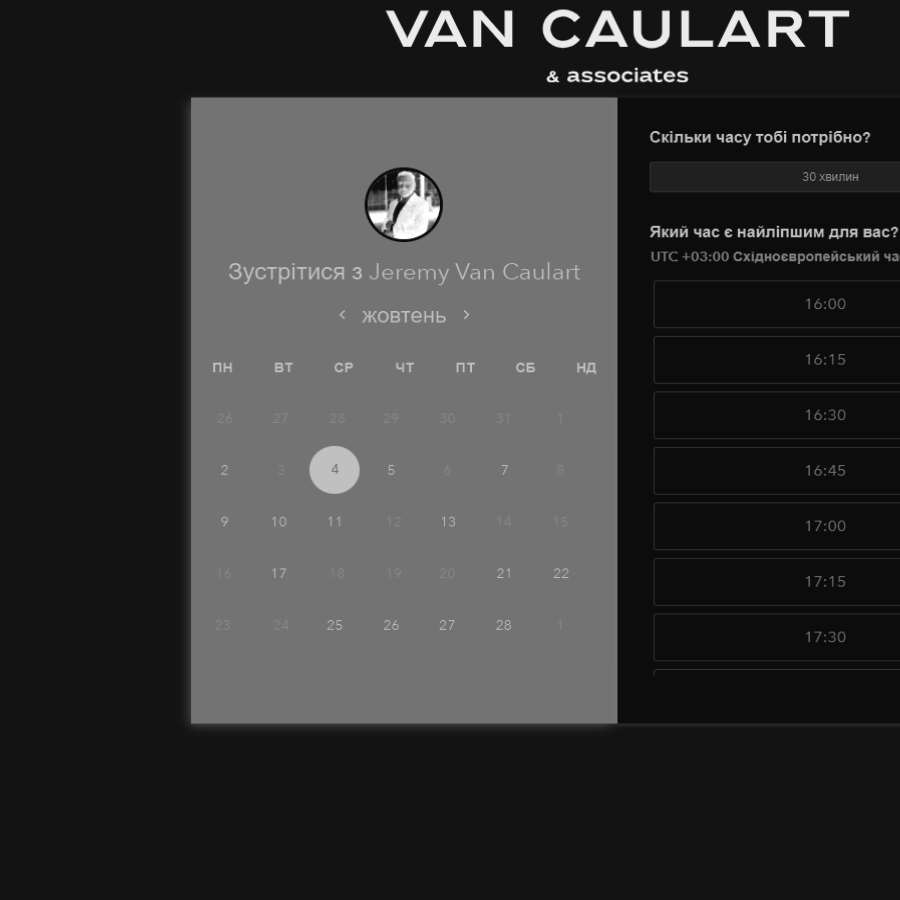 VAN CAULART
& associates
Зустрітися з Jeremy Van Caulart
‹ жовтень ›
ПН ВТ СР ЧТ ПТ СБ НД
26 27 28 29 30 31 1
2 3 4 5 6 7 8
9 10 11 12 13 14 15
16 17 18 19 20 21 22
23 24 25 26 27 28 1
Скільки часу тобі потрібно?
30 хвилин
Який час є найліпшим для вас?
UTC +03:00 Східноєвропейський ча
16:00
16:15
16:30
16:45
17:00
17:15
17:30